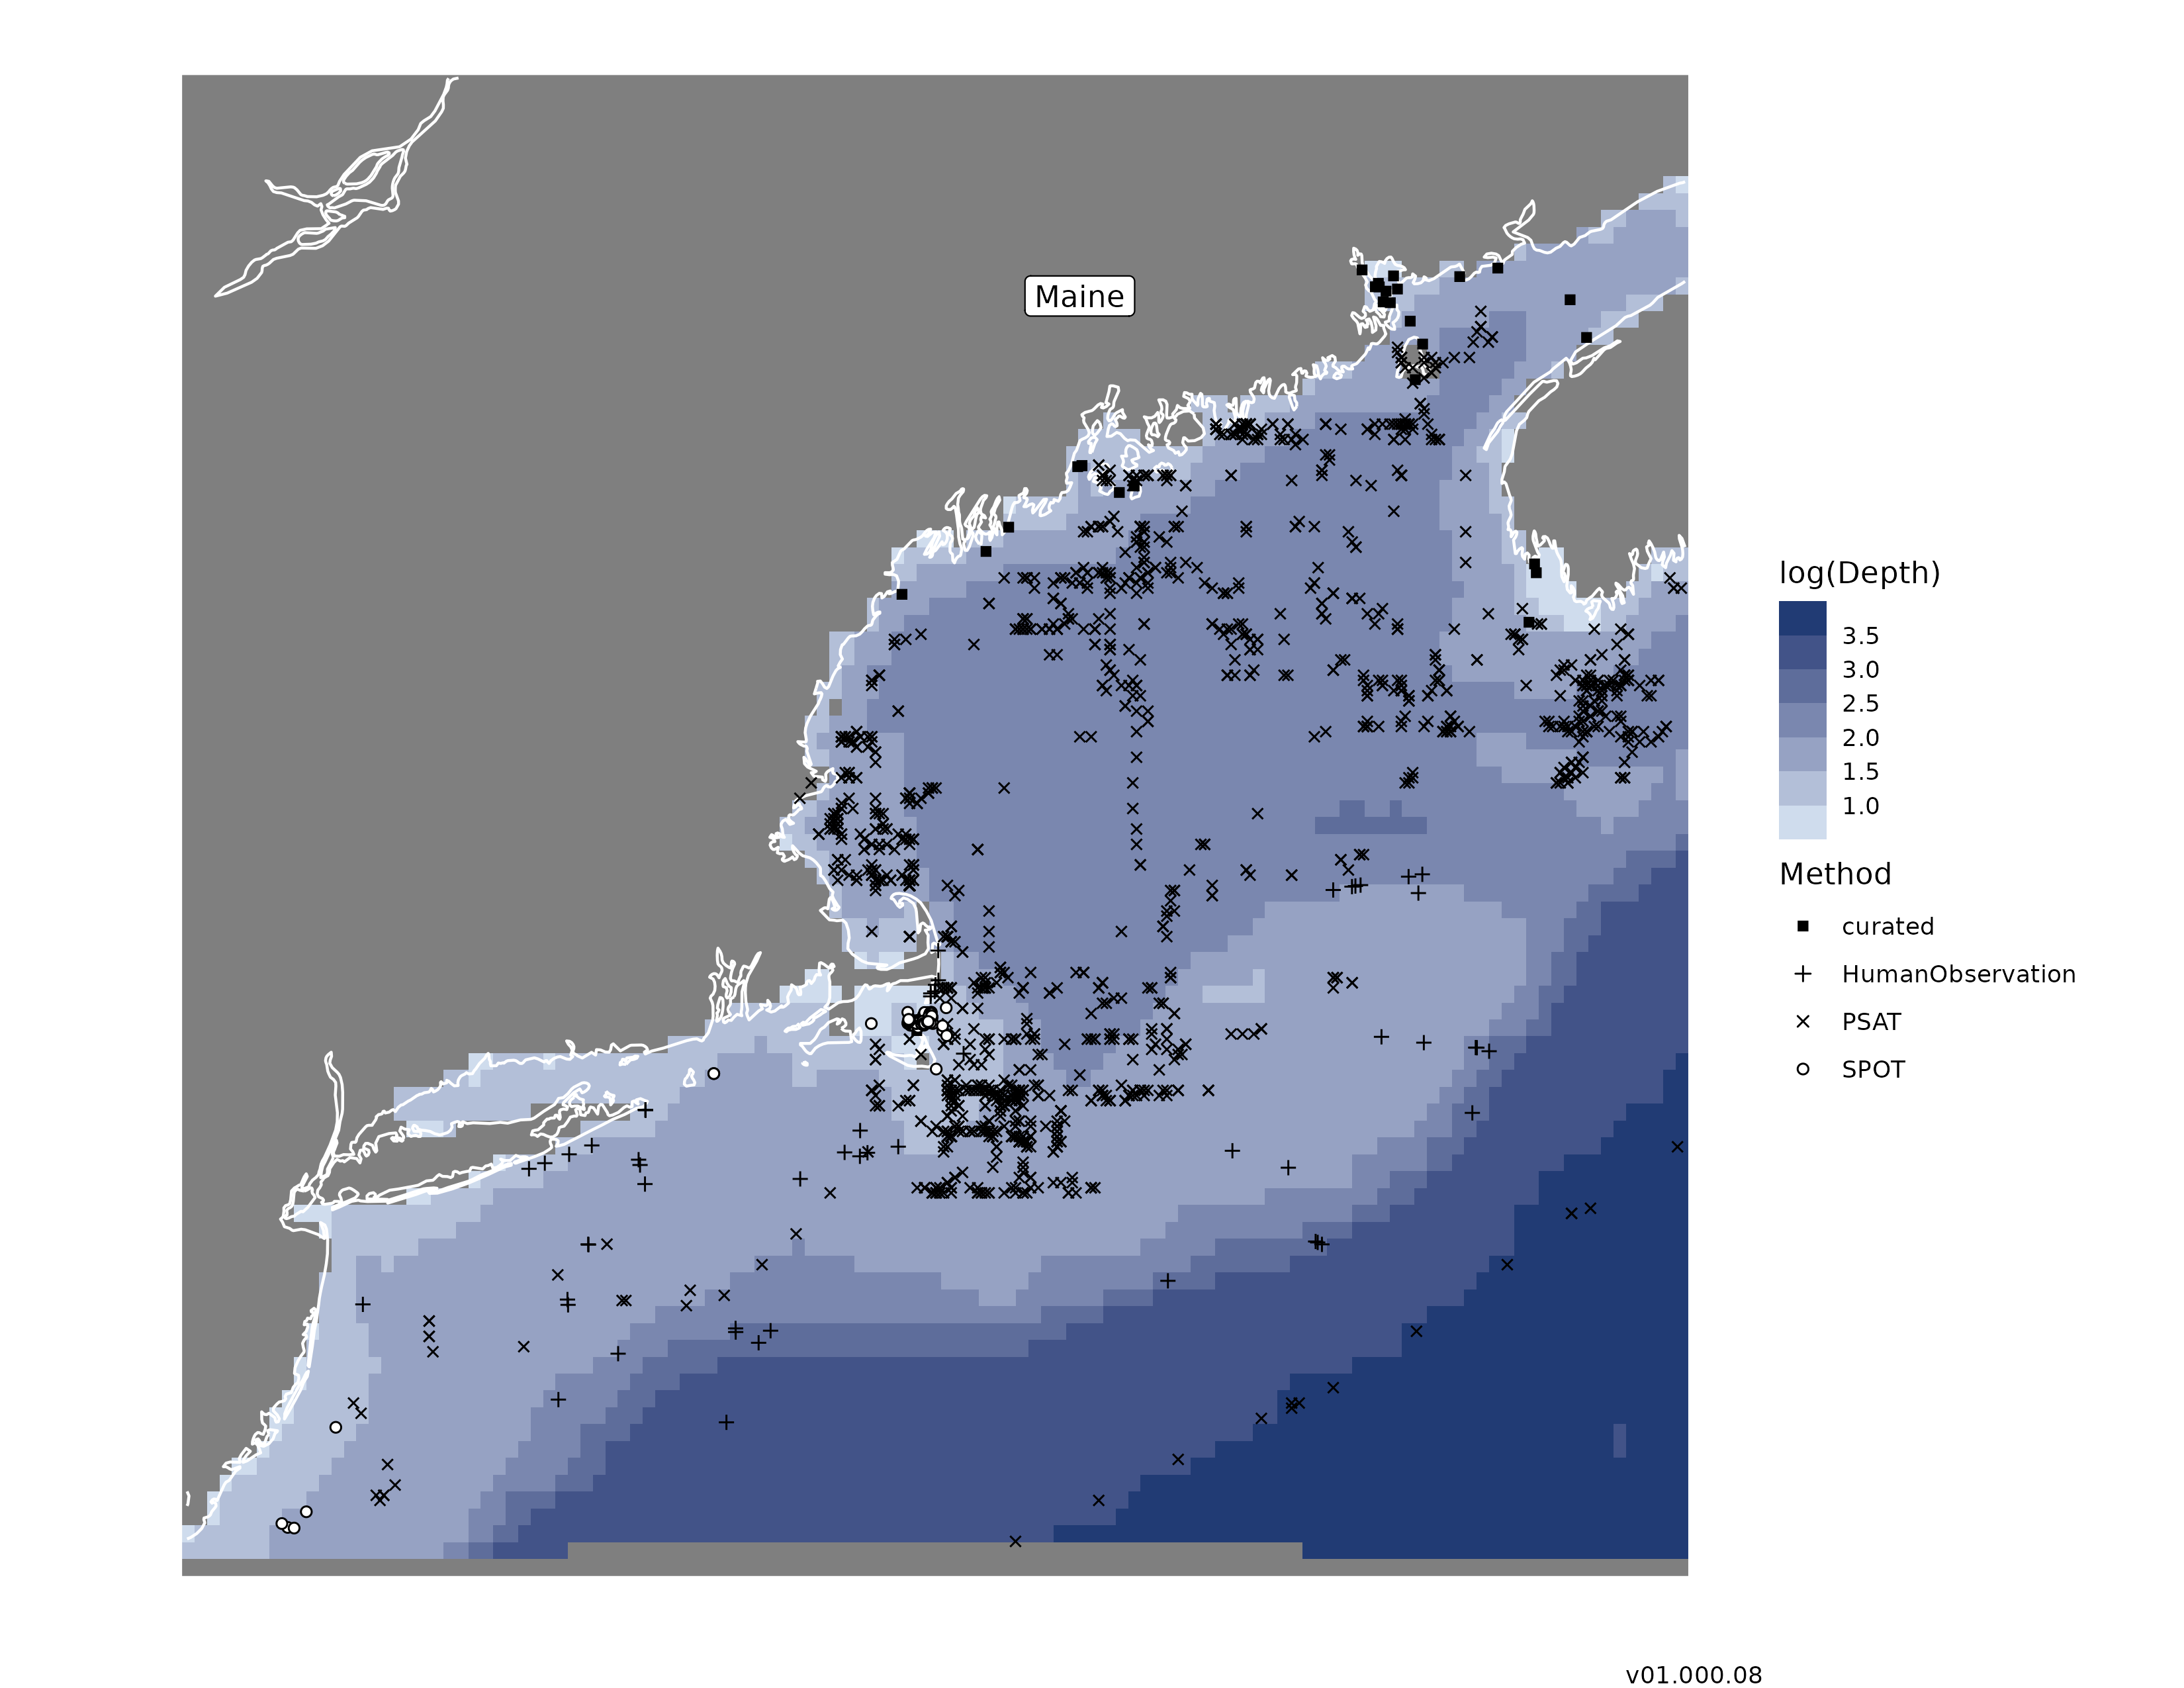 Maine
log(Depth)
3.5
3.0
2.5
2.0
1.5
1.0
Method
curated
HumanObservation
PSAT
SPOT
v01.000.08